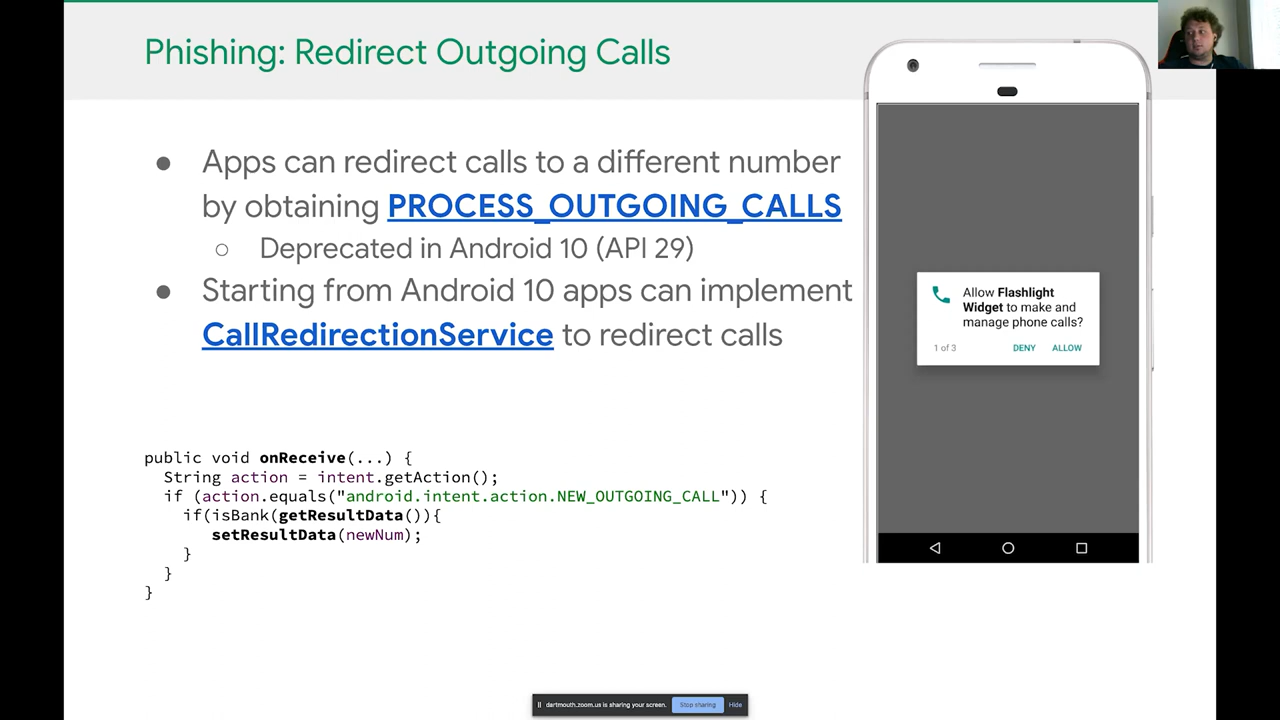 Phishing: Redirect Outgoing Calls
● Apps can redirect calls to a different number
by obtaining PROCESS_OUTGOING_CALLS
○ Deprecated in Android 10 (API 29)
● Starting from Android 10 apps can implement
CallRedirectionService to redirect calls
public void onReceive(...) {
String action = intent.getAction();
if (action.equals("android.intent.action.NEW_OUTGOING_CALL")) {
if(isBank(getResultData()){
setResultData(newNum);
}
}
}
Allow Flashlight
Widget to make and
manage phone calls?
1 of 3 DENY ALLOW
dartmouth.zoom.us is sharing your screen. Stop sharing Hide